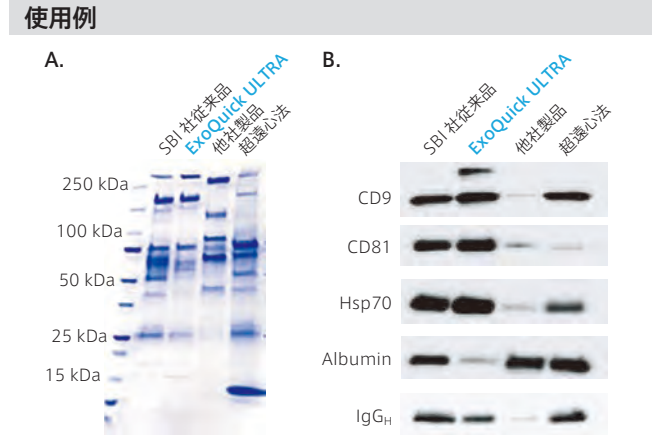 使用例
A.
SBI 社従来品
ExoQuick ULTRA
他社製品
超遠心法
250 kDa
100 kDa
50 kDa
25 kDa
15 kDa
B.
SBI 社従来品
ExoQuick ULTRA
他社製品
超遠心法
CD9
CD81
Hsp70
Albumin
IgGH